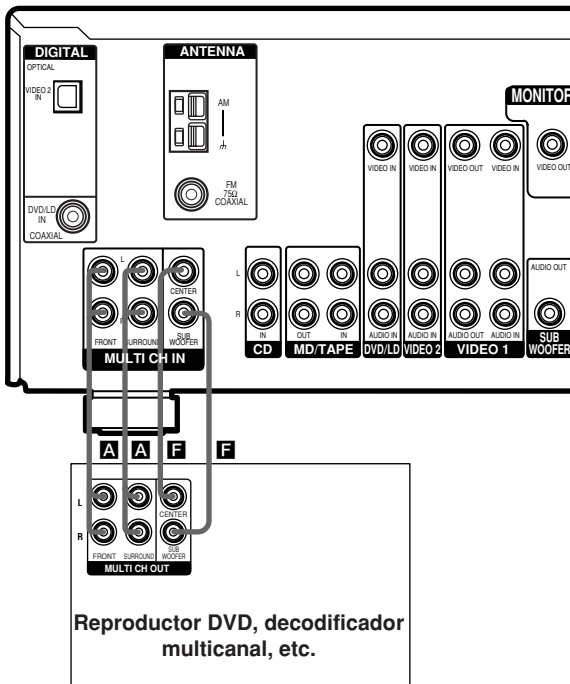 DIGITAL
OPTICAL
VIDEO 2
IN
DVD/LD
IN
COAXIAL
ANTENNA
AM
FM
75Ω
COAXIAL
MONITOR
VIDEO OUT
VIDEO IN
VIDEO IN
VIDEO OUT
VIDEO IN
L
R
FRONT
SURROUND
CENTER
SUB
WOOFER
MULTI CH IN
L
R
IN
CD
OUT
IN
MD/TAPE
AUDIO IN
DVD/LD
AUDIO IN
VIDEO 2
AUDIO OUT
AUDIO IN
VIDEO 1
AUDIO OUT
SUB
WOOFER
A
A
F
F
L
R
FRONT
SURROUND
CENTER
SUB
WOOFER
MULTI CH OUT
Reproductor DVD, decodificador
multicanal, etc.